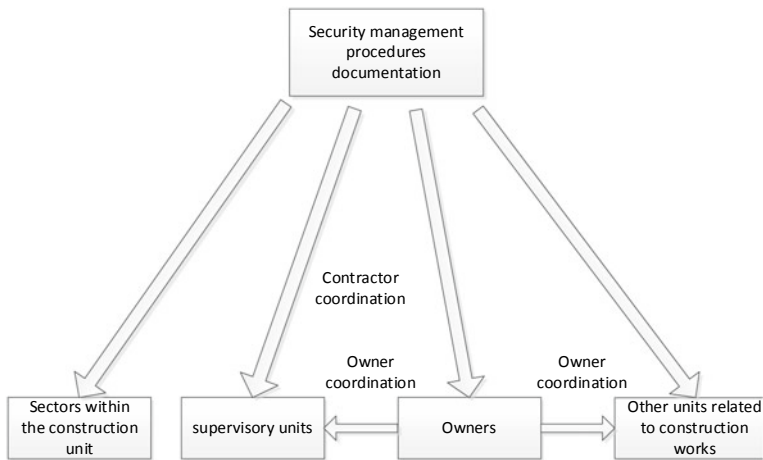 Security management
procedures
documentation
Contractor
coordination
Owner
coordination
Owner
coordination
Sectors within
the construction
unit
supervisory units
Owners
Other units related
to construction
works